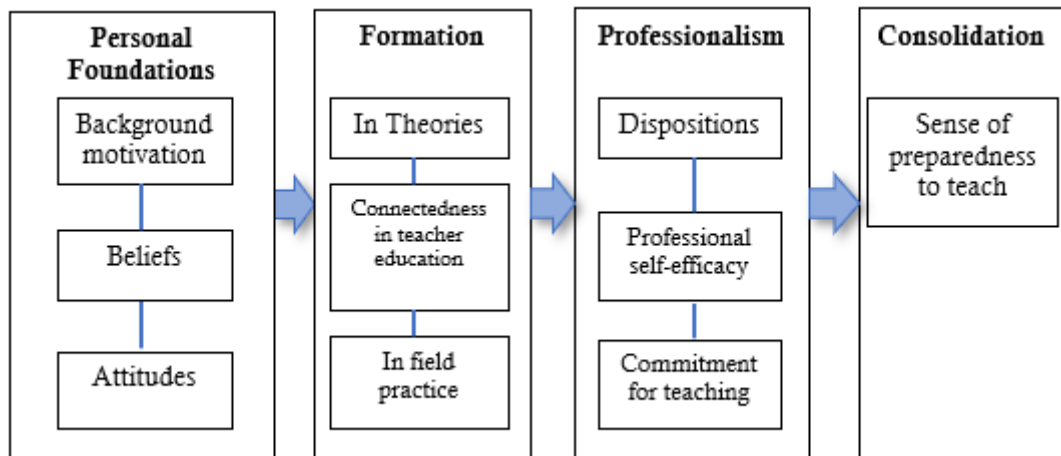 Personal
Foundations
Background
motivation
Beliefs
Attitudes
Formation
In Theories
Connectedness
in teacher
education
In field
practice
Professionalism
Dispositions
Professional
self-efficacy
Commitment
for teaching
Consolidation
Sense of
preparedness
to teach